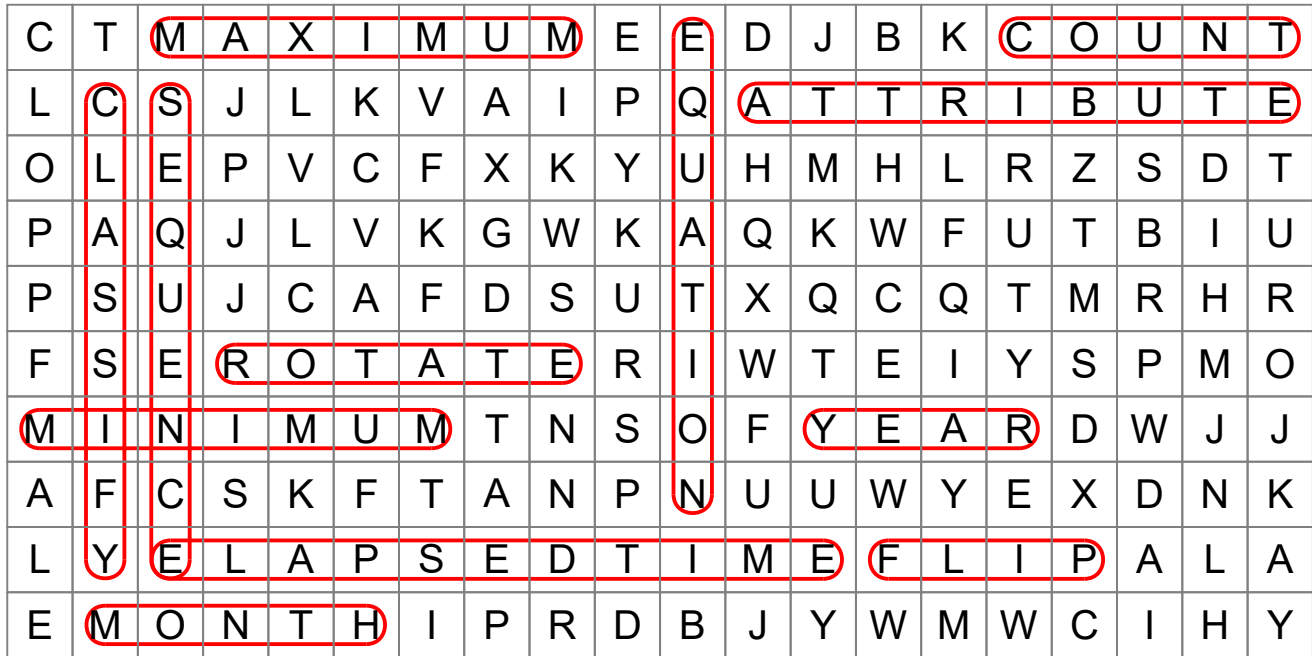 C T M A X I M U M E E D J B K C O U N T
L C S J L K V A I P Q A T T R I B U T E
O L E P V C F X K Y U H M H L R Z S D T
P A Q J L V K G W K A Q K W F U T B I U
P S U J C A F D S U T X Q C Q T M R H R
F S E R O T A T E R I W T E I Y S P M O
M I N I M U M T N S O F Y E A R D W J J
A F C S K F T A N P N U U W Y E X D N K
L Y E L A P S E D T I M E F L I P A L A
E M O N T H I P R D B J Y W M W C I H Y